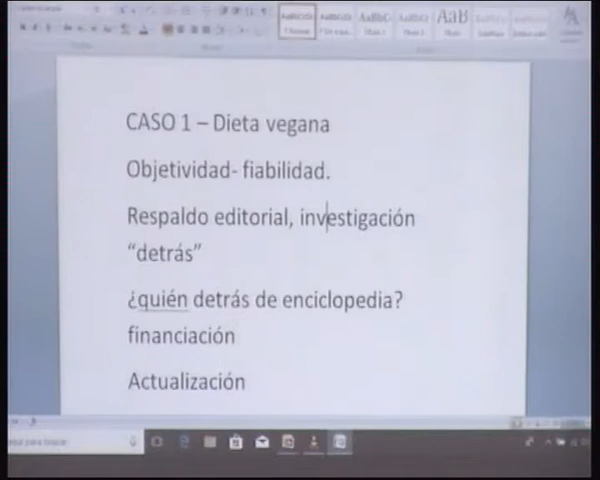 CASO 1 – Dieta vegana
Objetividad- fiabilidad.
Respaldo editorial, investigación
“detrás”
¿quién detrás de enciclopedia?
financiación
Actualización